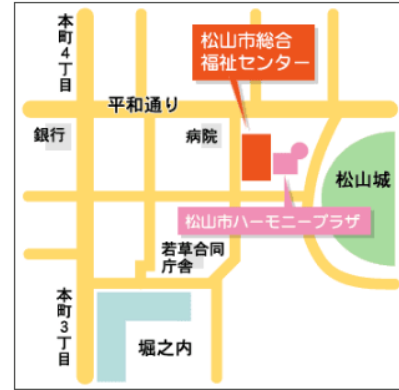 本町4丁目
松山市総合
福祉センター
平和通り
銀行
病院
松山城
松山市ハーモニープラザ
若草合同
庁舎
本町3丁目
堀之内